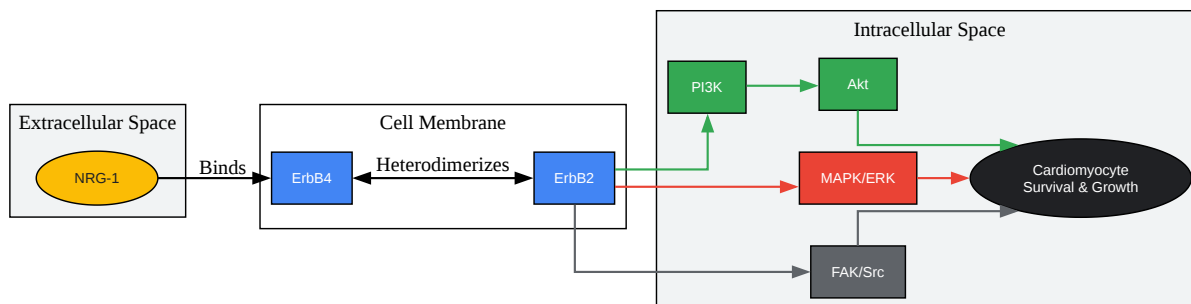 Intracellular Space
PI3K
Akt
Extracellular Space
Cell Membrane
NRG-1
Binds
ErbB4
Heterodimerizes
ErbB2
MAPK/ERK
Cardiomyocyte
Survival & Growth
FAK/Src